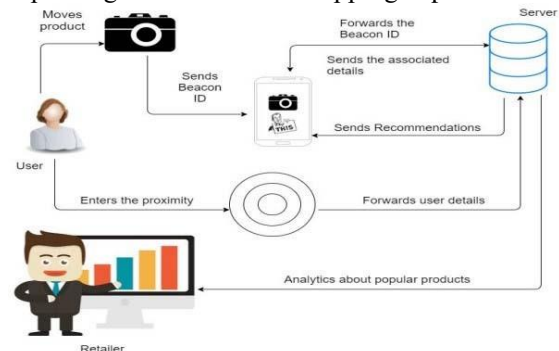 Moves
product
Forwards the
Beacon ID
Server
Sends
Beacon
ID
Sends the associated
details
THIS
Sends Recommendations
User
Enters the proximity
Forwards user details
Analytics about popular products
Retailer